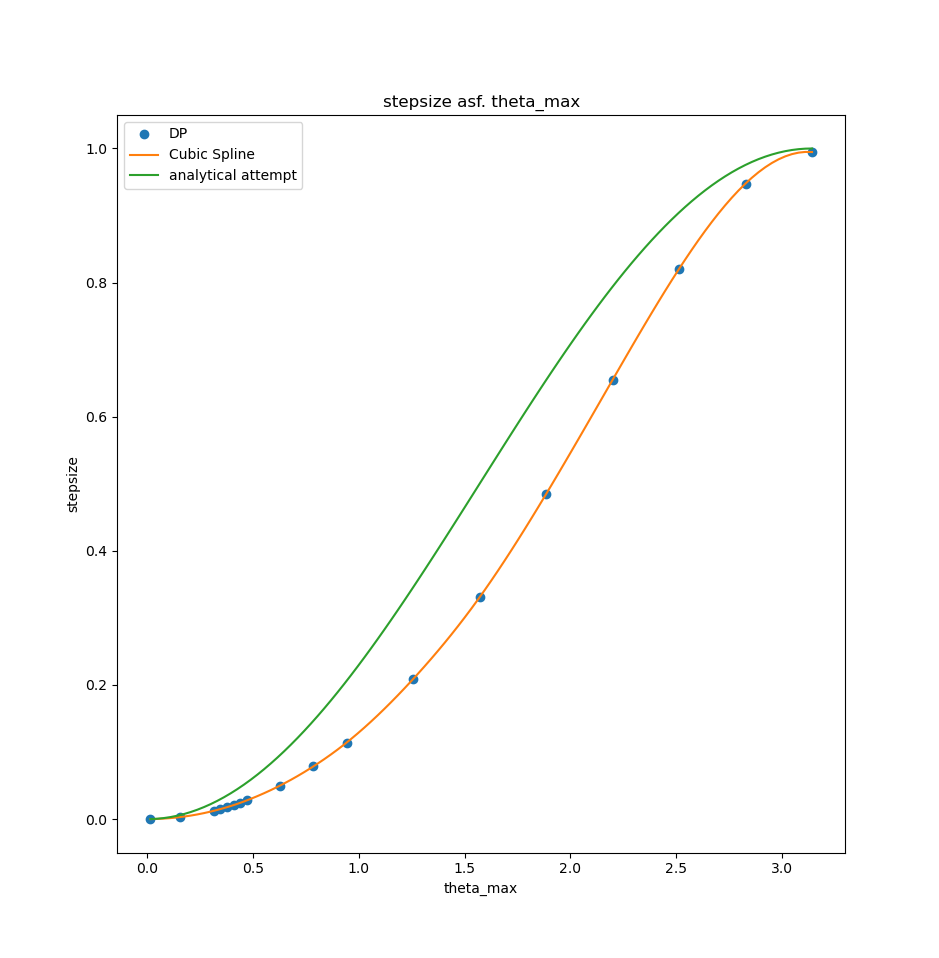 stepsize asf. theta_max
DP
Cubic Spline
analytical attempt
1.0
0.8
0.6
0.4
0.2
0.0
stepsize
0.0 0.5 1.0 1.5 2.0 2.5 3.0
theta_max